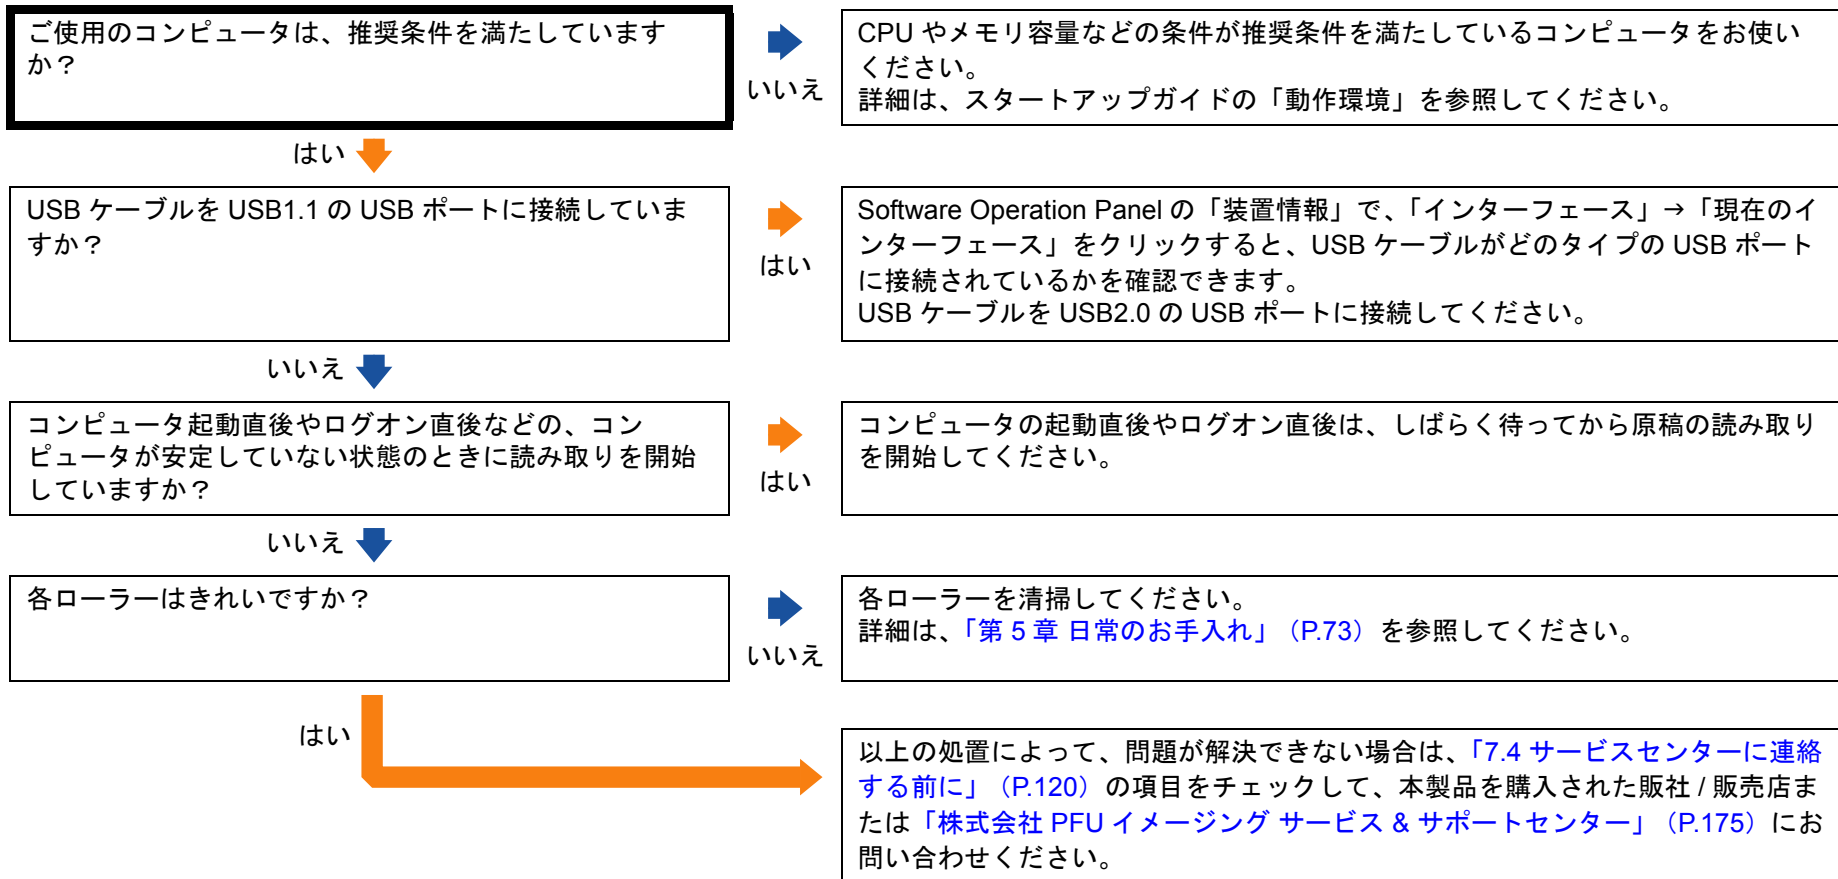 ご使用のコンピュータは、推奨条件を満たしています
か？
いいえ
CPU やメモリ容量などの条件が推奨条件を満たしているコンピュータをお使い
ください。
詳細は、スタートアップガイドの「動作環境」を参照してください。
はい
USB ケーブルを USB1.1 の USB ポートに接続していま
すか？
はい
Software Operation Panel の「装置情報」で、「インターフェース」→「現在のイ
ンターフェース」をクリックすると、USB ケーブルがどのタイプの USB ポート
に接続されているかを確認できます。
USB ケーブルを USB2.0 の USB ポートに接続してください。
いいえ
コンピュータ起動直後やログオン直後などの、コン
ピュータが安定していない状態のときに読み取りを開始
していますか？
はい
コンピュータの起動直後やログオン直後は、しばらく待ってから原稿の読み取り
を開始してください。
いいえ
各ローラーはきれいですか？
いいえ
各ローラーを清掃してください。
詳細は、「第 5 章 日常のお手入れ」（P.73）を参照してください。
はい
以上の処置によって、問題が解決できない場合は、「7.4 サービスセンターに連絡
する前に」（P.120）の項目をチェックして、本製品を購入された販社 / 販売店ま
たは「株式会社 PFU イメージング サービス & サポートセンター」（P.175）にお
問い合わせください。